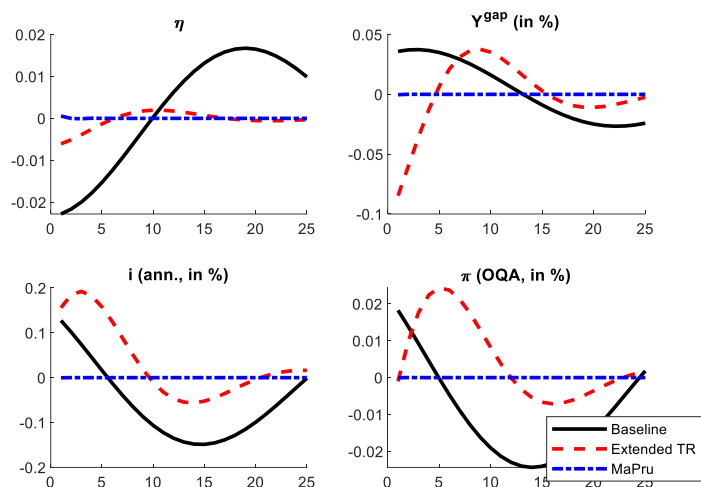 η
0.02
0.01
0
-0.01
-0.02
0 5 10 15 20 25
Y^gap (in %)
0.05
0
-0.05
-0.1
0 5 10 15 20 25
i (ann., in %)
0.2
0.1
0
-0.1
-0.2
0 5 10 15 20 25
π (OQA, in %)
0.02
0.01
0
-0.01
-0.02
0 5 10 15 20 25
Baseline
Extended TR
MaPru